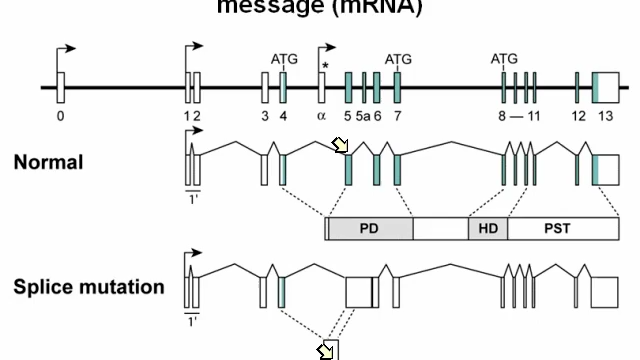 message (mRNA)
ATG * ATG ATG
0 1 2 3 4 α 5 5a 6 7 8 — 11 12 13
Normal
1'
PD HD PST
Splice mutation
1'